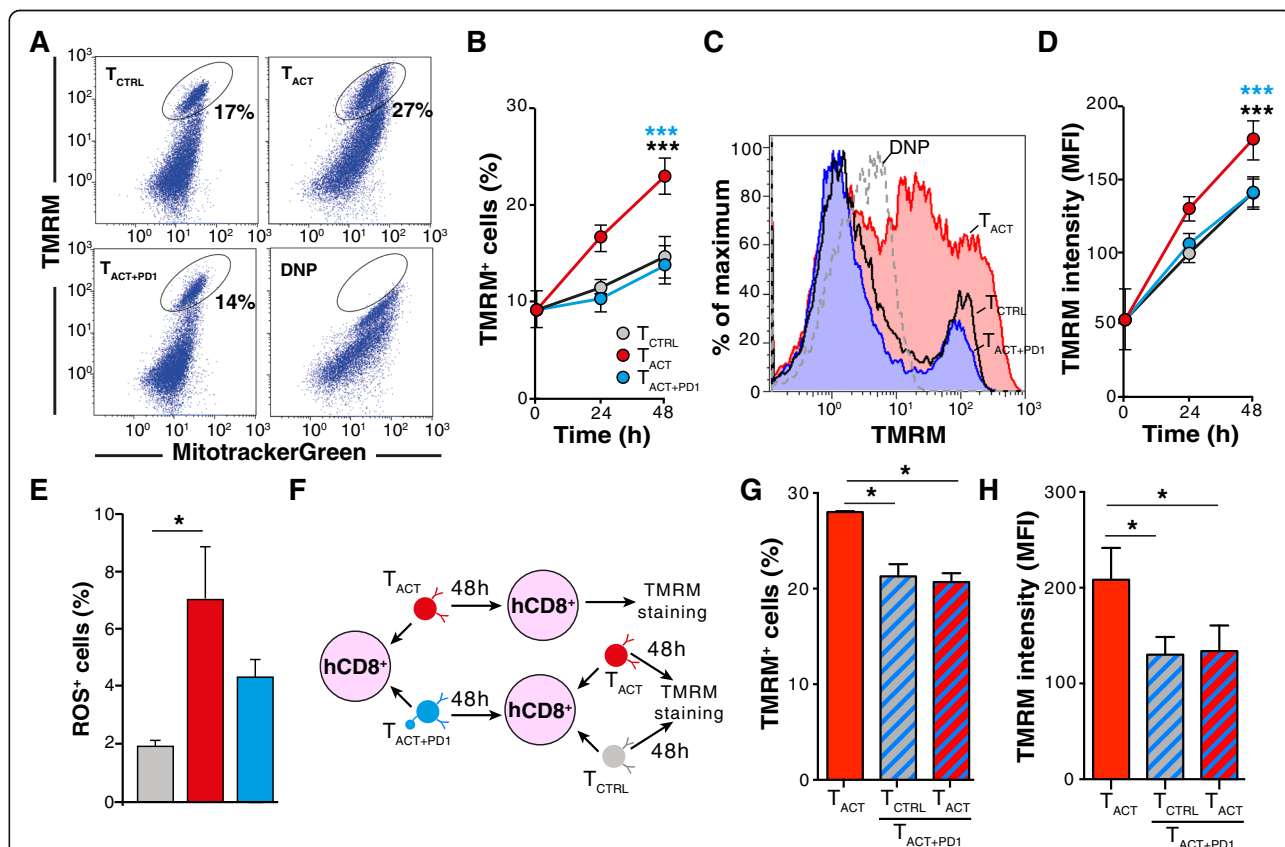 A
TMRM
10³
10²
10¹
10⁰
T_CTRL
17%
10⁰ 10¹ 10² 10³
T_ACT
27%
10⁰ 10¹ 10² 10³
10³
10²
10¹
10⁰
T_ACT+PD1
14%
10⁰ 10¹ 10² 10³
DNP
10⁰ 10¹ 10² 10³
MitotrackerGreen
B
TMRM⁺ cells (%)
30
20
10
0
***
***
T_CTRL
T_ACT
T_ACT+PD1
0 24 48
Time (h)
C
% of maximum
100
80
60
40
20
0
DNP
T_ACT
T_CTRL
T_ACT+PD1
10⁰ 10¹ 10² 10³
TMRM
D
TMRM intensity (MFI)
200
150
100
50
0
***
***
0 24 48
Time (h)
E
ROS⁺ cells (%)
10
8
6
4
2
0
*
F
T_ACT
48h
hCD8⁺
TMRM
staining
hCD8⁺
T_ACT
48h
48h
hCD8⁺
TMRM
staining
T_ACT+PD1
48h
T_CTRL
G
TMRM⁺ cells (%)
30
20
10
0
*
*
T_ACT T_CTRL T_ACT
T_ACT+PD1
H
TMRM intensity (MFI)
300
200
100
0
*
*
T_ACT T_CTRL T_ACT
T_ACT+PD1